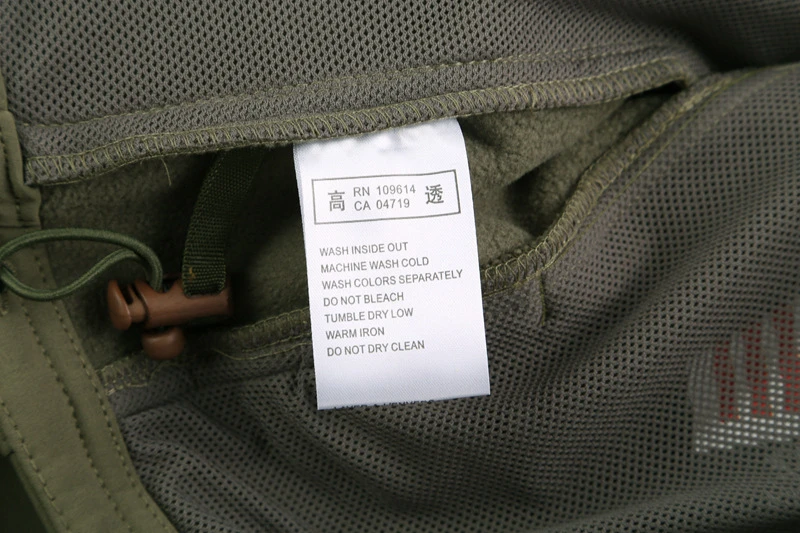 高 RN 109614 透
CA 04719
WASH INSIDE OUT
MACHINE WASH COLD
WASH COLORS SEPARATELY
DO NOT BLEACH
TUMBLE DRY LOW
WARM IRON
DO NOT DRY CLEAN